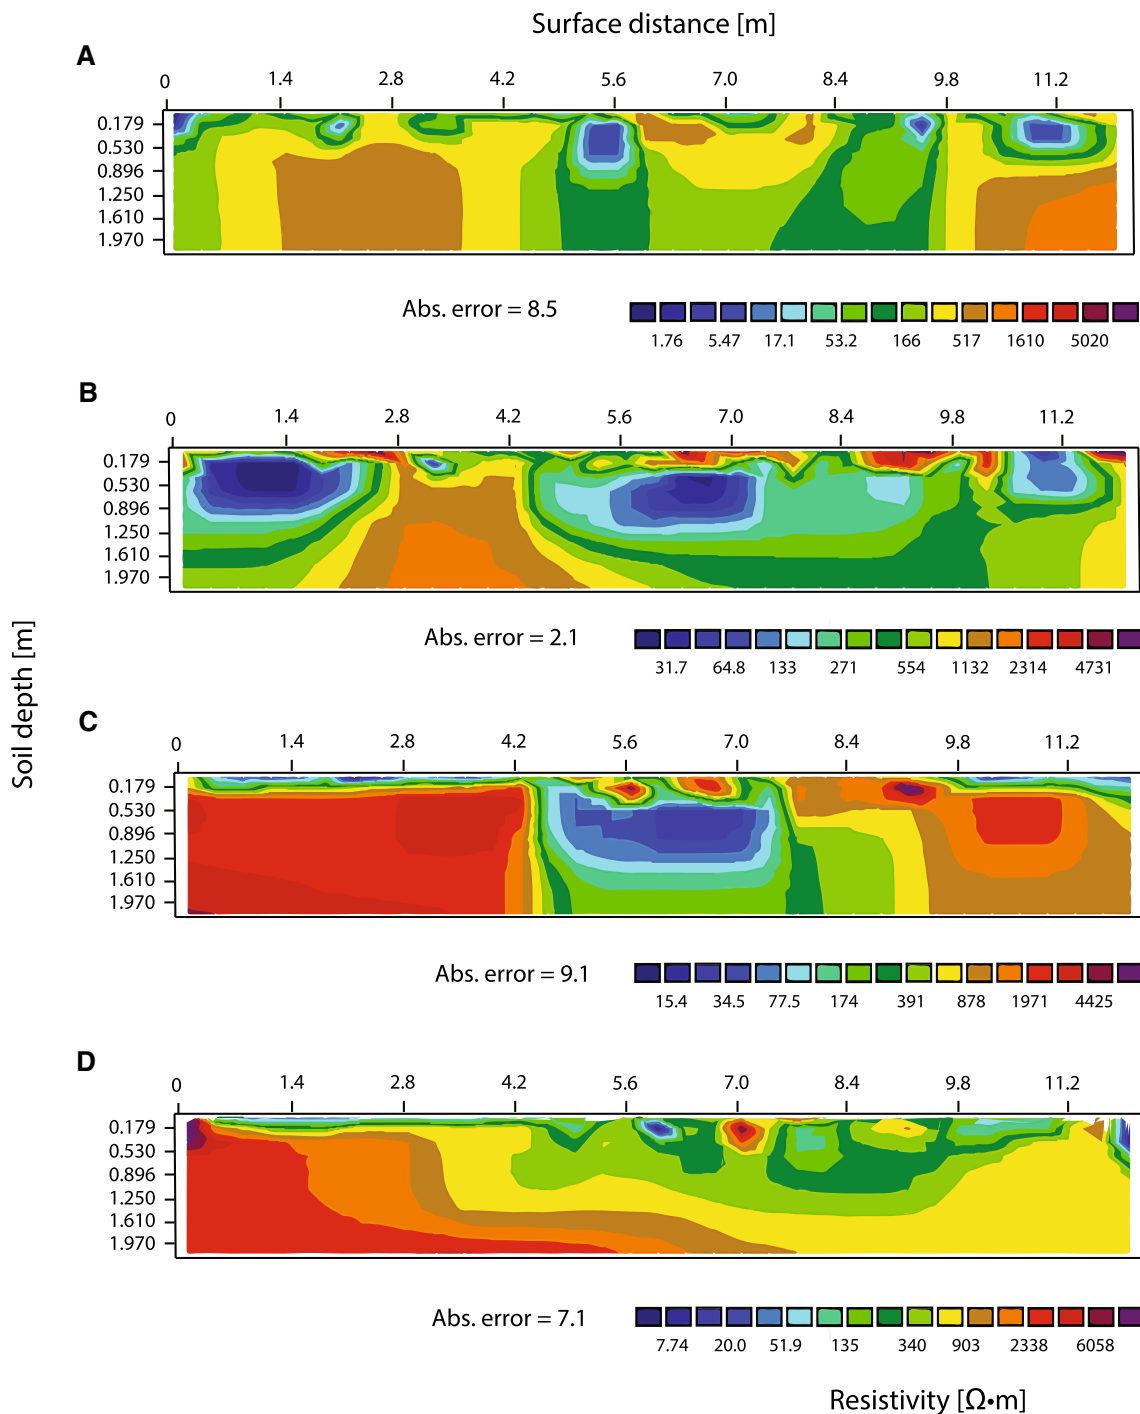 Surface distance [m]
A
0 1.4 2.8 4.2 5.6 7.0 8.4 9.8 11.2
0.179
0.530
0.896
1.250
1.610
1.970
Abs. error = 8.5
1.76 5.47 17.1 53.2 166 517 1610 5020
B
0 1.4 2.8 4.2 5.6 7.0 8.4 9.8 11.2
0.179
0.530
0.896
1.250
1.610
1.970
Abs. error = 2.1
31.7 64.8 133 271 554 1132 2314 4731
Soil depth [m]
C
0 1.4 2.8 4.2 5.6 7.0 8.4 9.8 11.2
0.179
0.530
0.896
1.250
1.610
1.970
Abs. error = 9.1
15.4 34.5 77.5 174 391 878 1971 4425
D
0 1.4 2.8 4.2 5.6 7.0 8.4 9.8 11.2
0.179
0.530
0.896
1.250
1.610
1.970
Abs. error = 7.1
7.74 20.0 51.9 135 340 903 2338 6058
Resistivity [Ω•m]